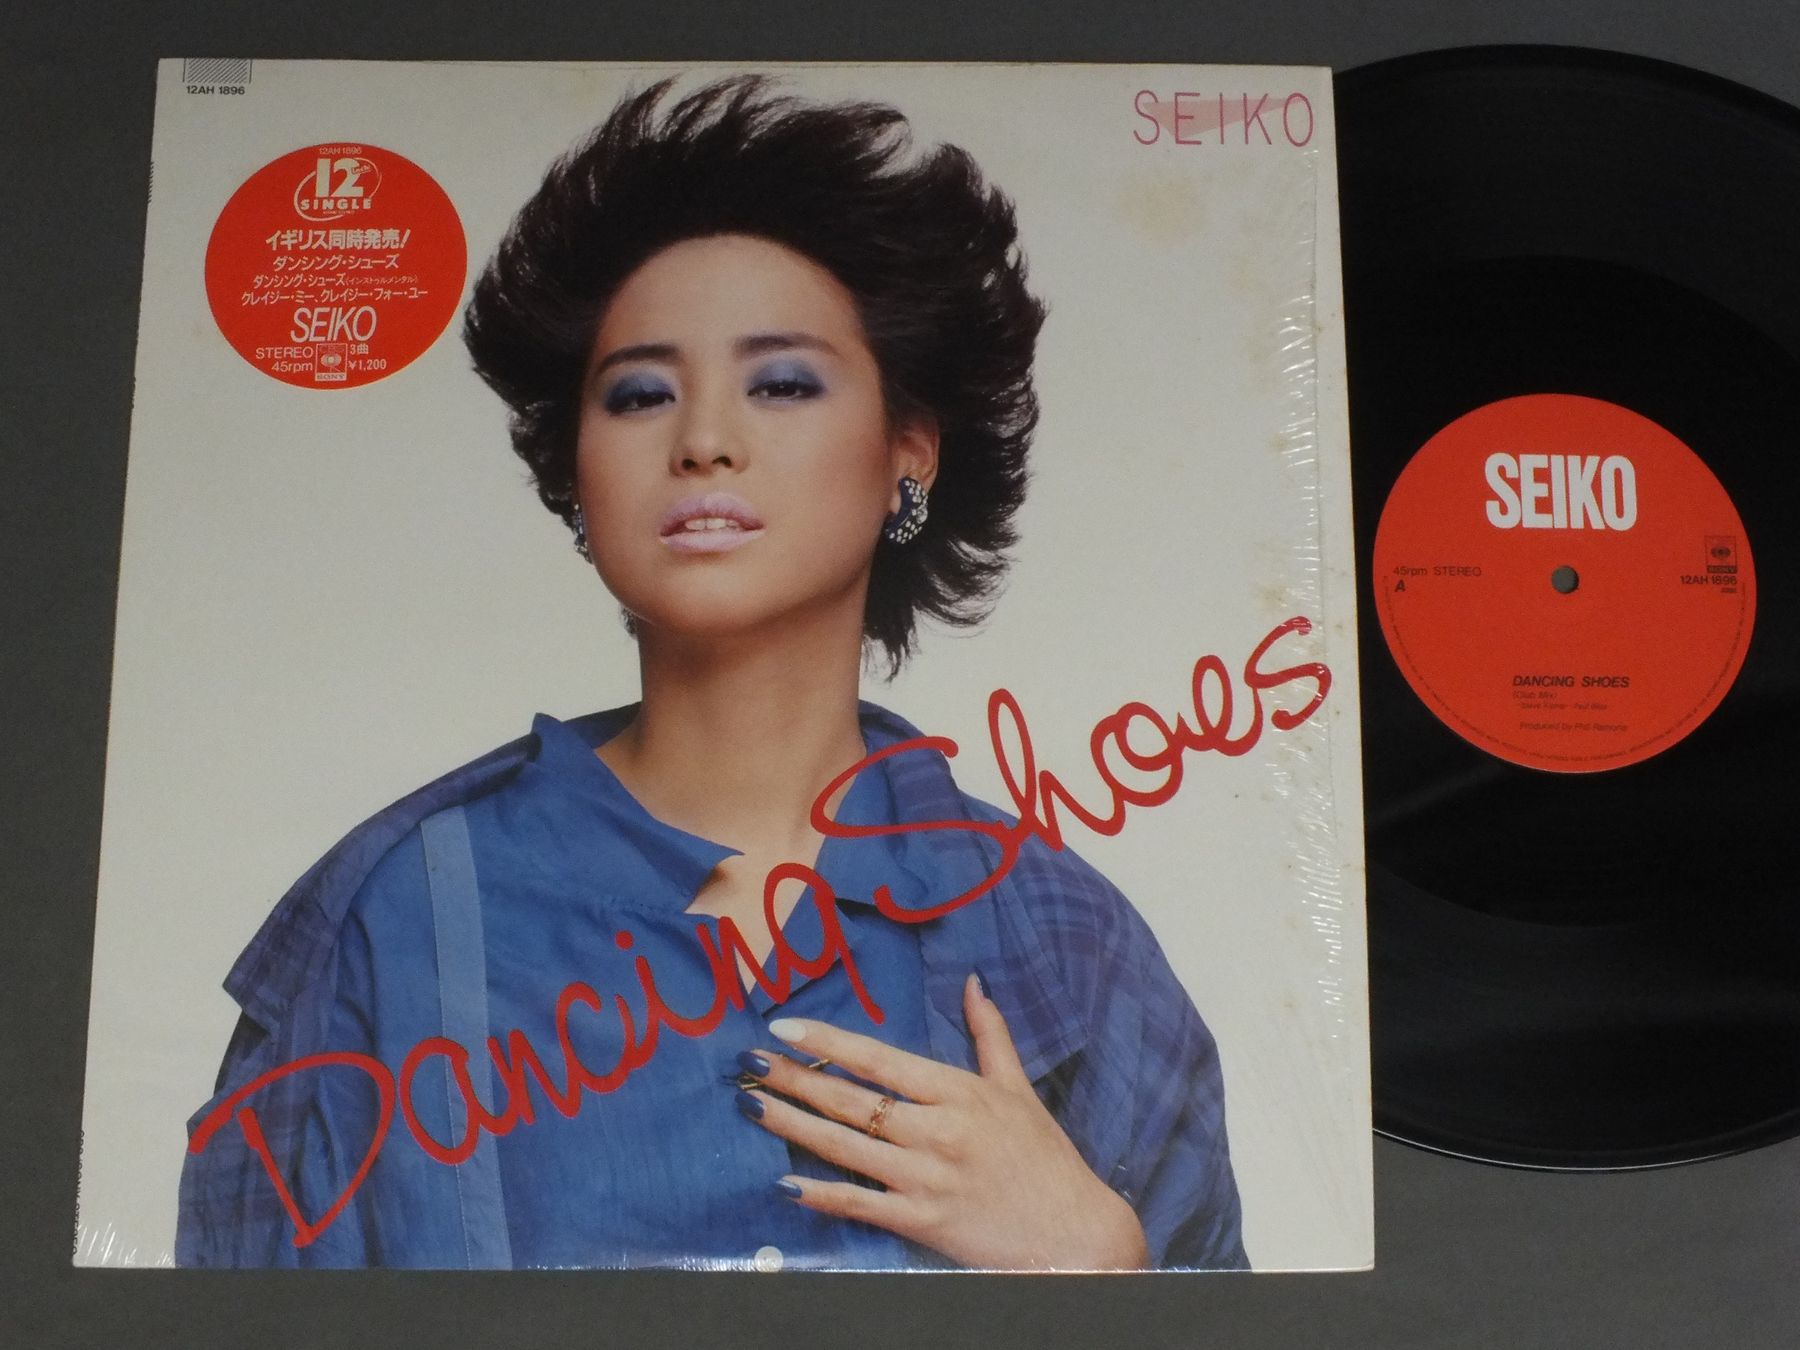 12AH 1896
SEIKO
12AH 1896
12 inch
SINGLE
イギリス同時発売!
ダンシング・シューズ
ダンシング・シューズ(インストゥルメンタル)
クレイジー・ミー、クレイジー・フォー・ユー
SEIKO
STEREO
45rpm
SONY
3曲
¥1,200
Dancing Shoes
SEIKO
45rpm STEREO
A
SONY
12AH 1896
DANCING SHOES
(Club Mix)
Produced by Phil Ramone